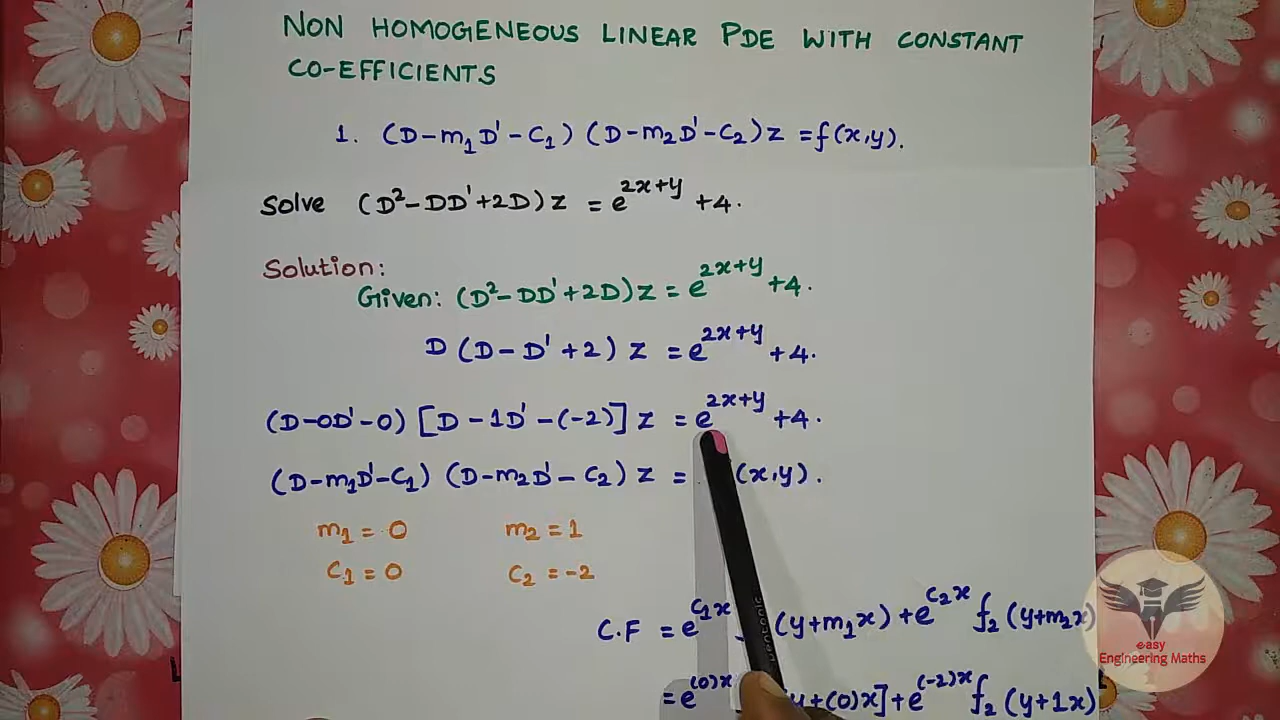 NON HOMOGENEOUS LINEAR PDE WITH CONSTANT
CO-EFFICIENTS
1. (D-m₁D'-C₁) (D-m₂D'-C₂)z = f(x,y).
Solve (D²-DD'+2D)z = e^{2x+y} +4.
Solution:
Given: (D²-DD'+2D)z = e^{2x+y} +4.
D (D-D'+2) z = e^{2x+y} +4.
(D-0D'-0) [D-1D'-(-2)] z = e^{2x+y} +4.
(D-m₁D'-C₁) (D-m₂D'-C₂) z = (x,y).
m₁ = 0 m₂ = 1
C₁ = 0 C₂ = -2
C.F = e^{C₁x} (y+m₁x) + e^{C₂x} f₂ (y+m₂x)
= e^{(0)x} y+(0)x] + e^{(-2)x} f₂ (y+1x)
easy
Engineering Maths